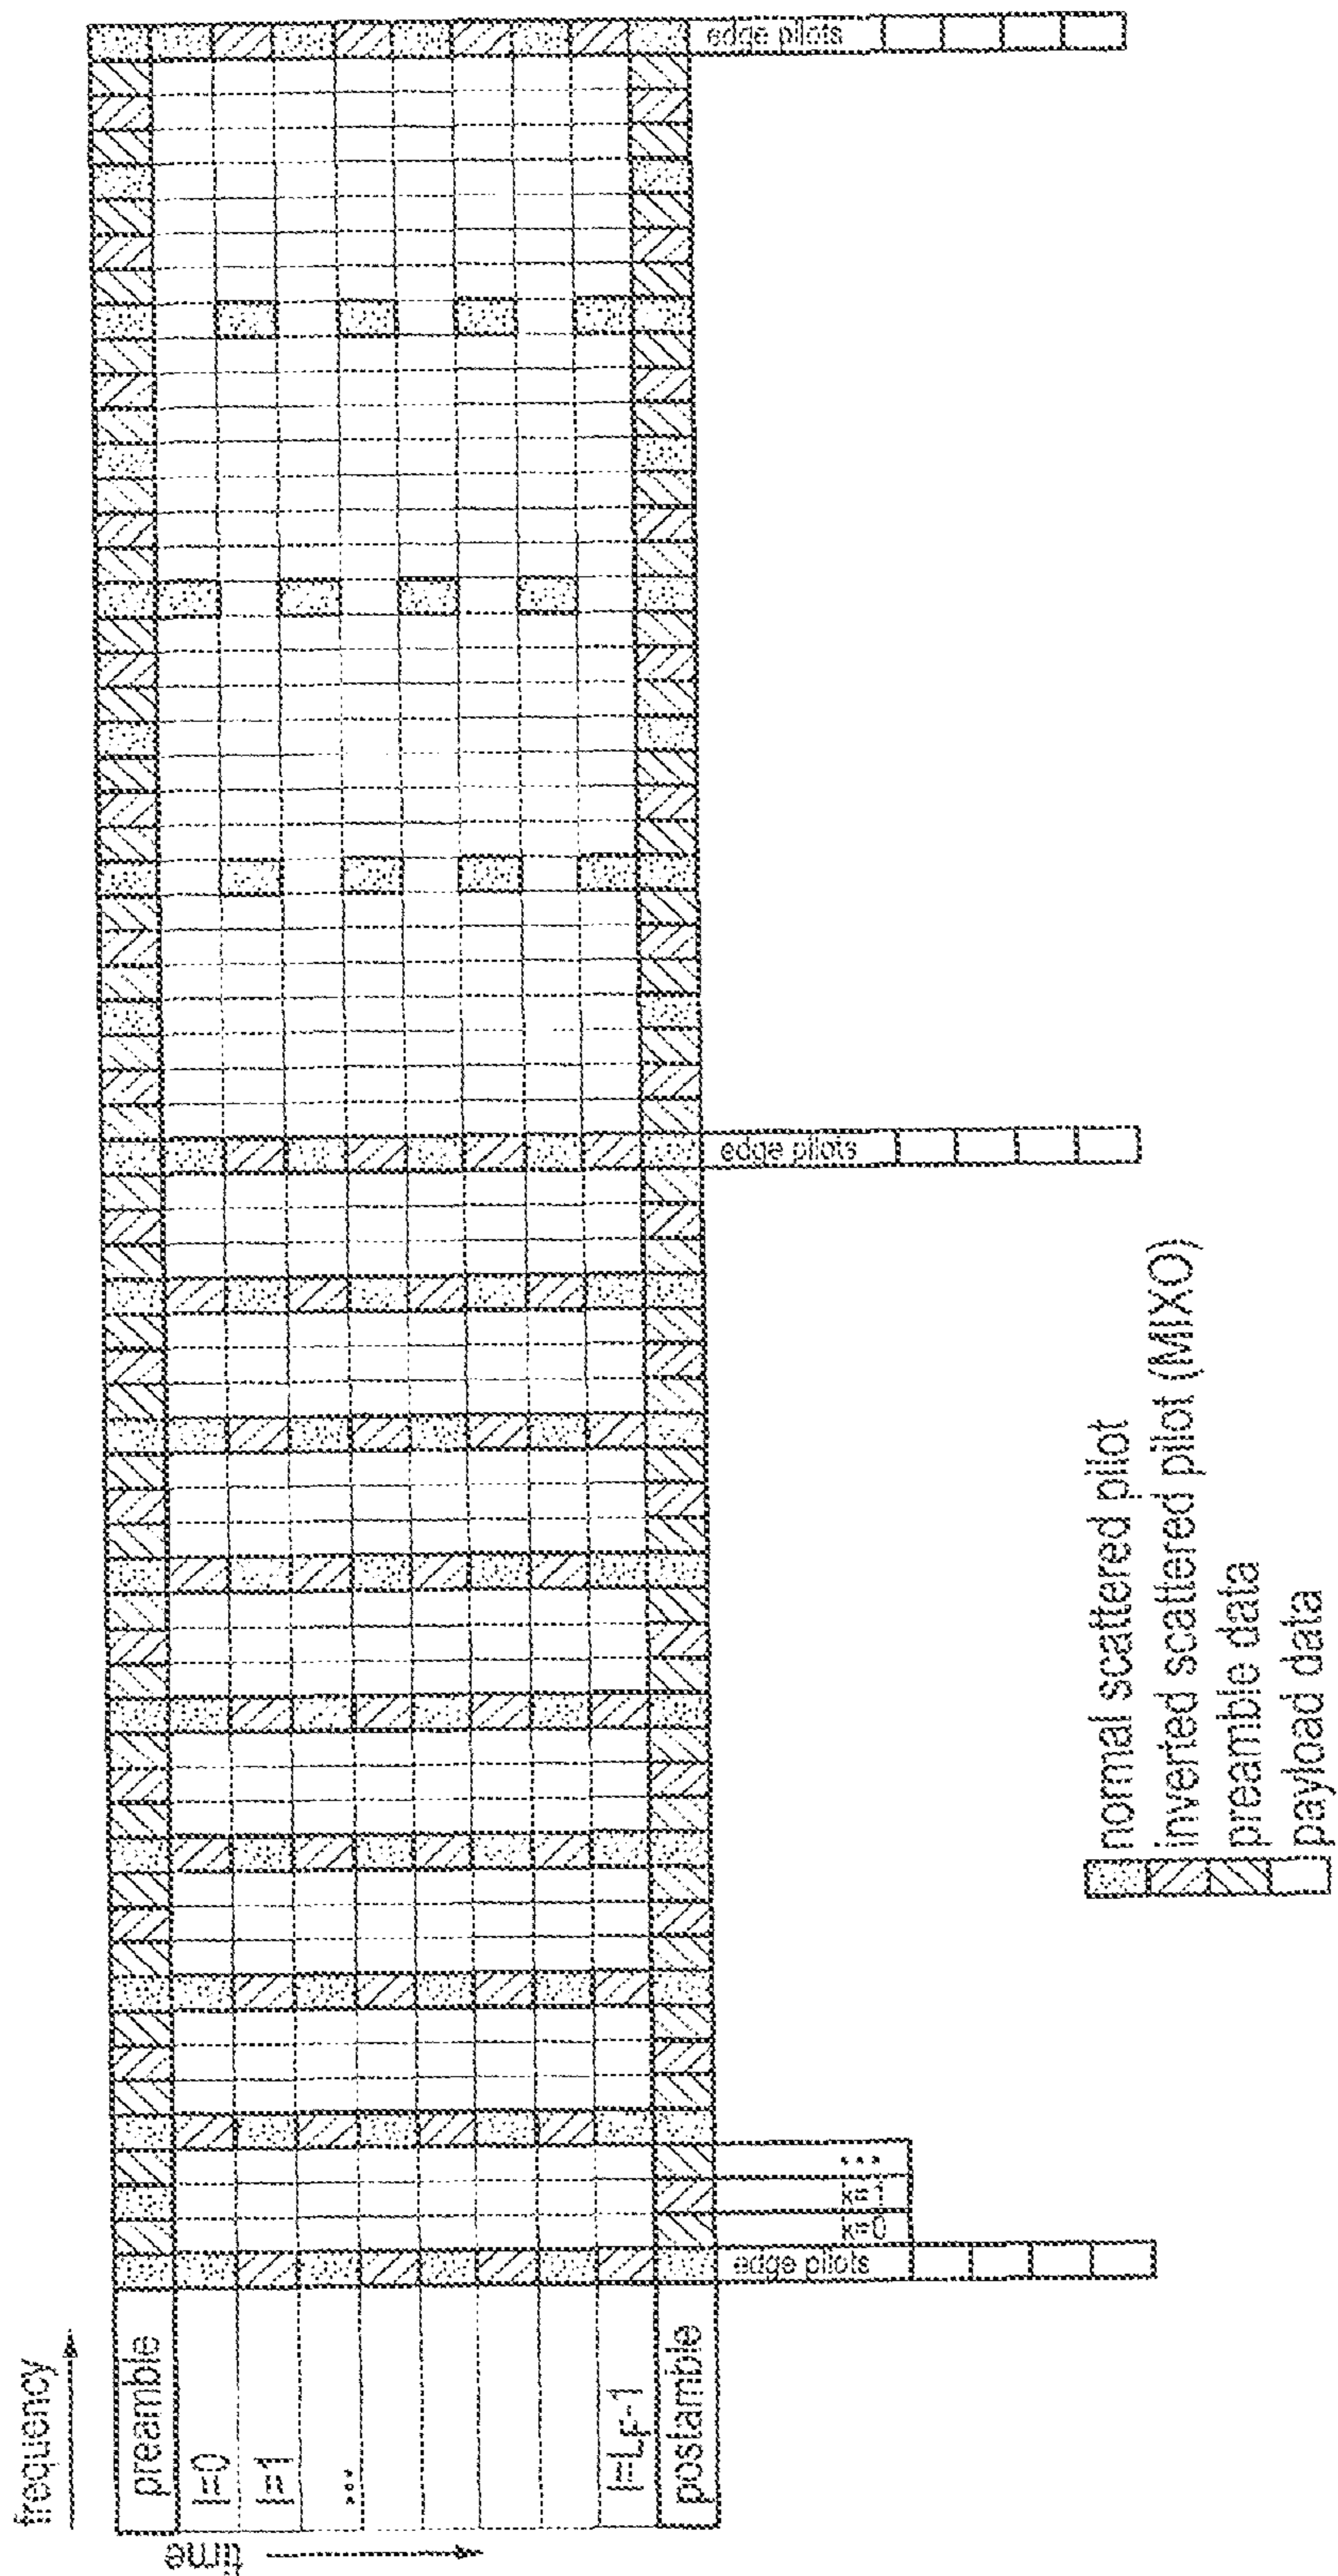 frequency
time
preamble
l=0
l=1
...
l=LF-1
postamble
edge pilots
k=0
k=1
...
edge pilots
edge pilots
normal scattered pilot
inverted scattered pilot (MIXO)
preamble data
payload data